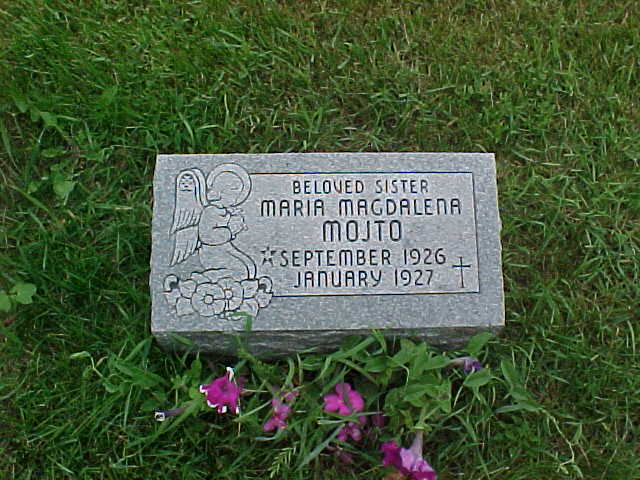 BELOVED SISTER
MARIA MAGDALENA
MOJTO
☆SEPTEMBER 1926
JANUARY 1927 †